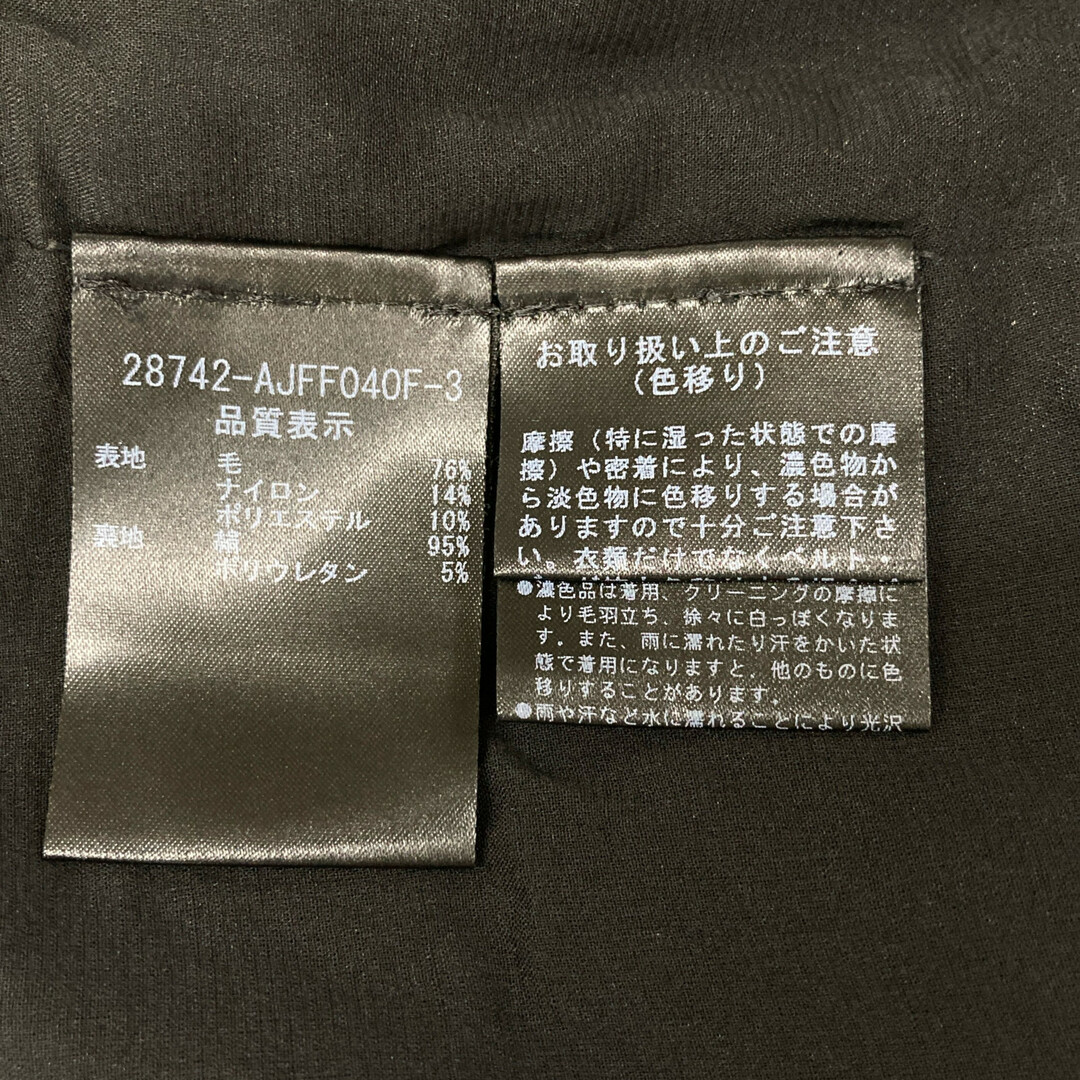 28742-AJFF040F-3
品質表示
表地 毛 76%
ナイロン 14%
ポリエステル 10%
裏地 絹 95%
ポリウレタン 5%
お取り扱い上のご注意
(色移り)
摩擦(特に湿った状態での摩
擦)や密着により、濃色物か
ら淡色物に色移りする場合が
ありますので十分ご注意下さ
い。衣類だけでなくベルト・
●濃色品は着用、クリーニングの摩擦に
より毛羽立ち、徐々に白っぽくなりま
す。また、雨に濡れたり汗をかいた状
態で着用になりますと、他のものに色
移りすることがあります。
●雨や汗など水に濡れることにより光沢